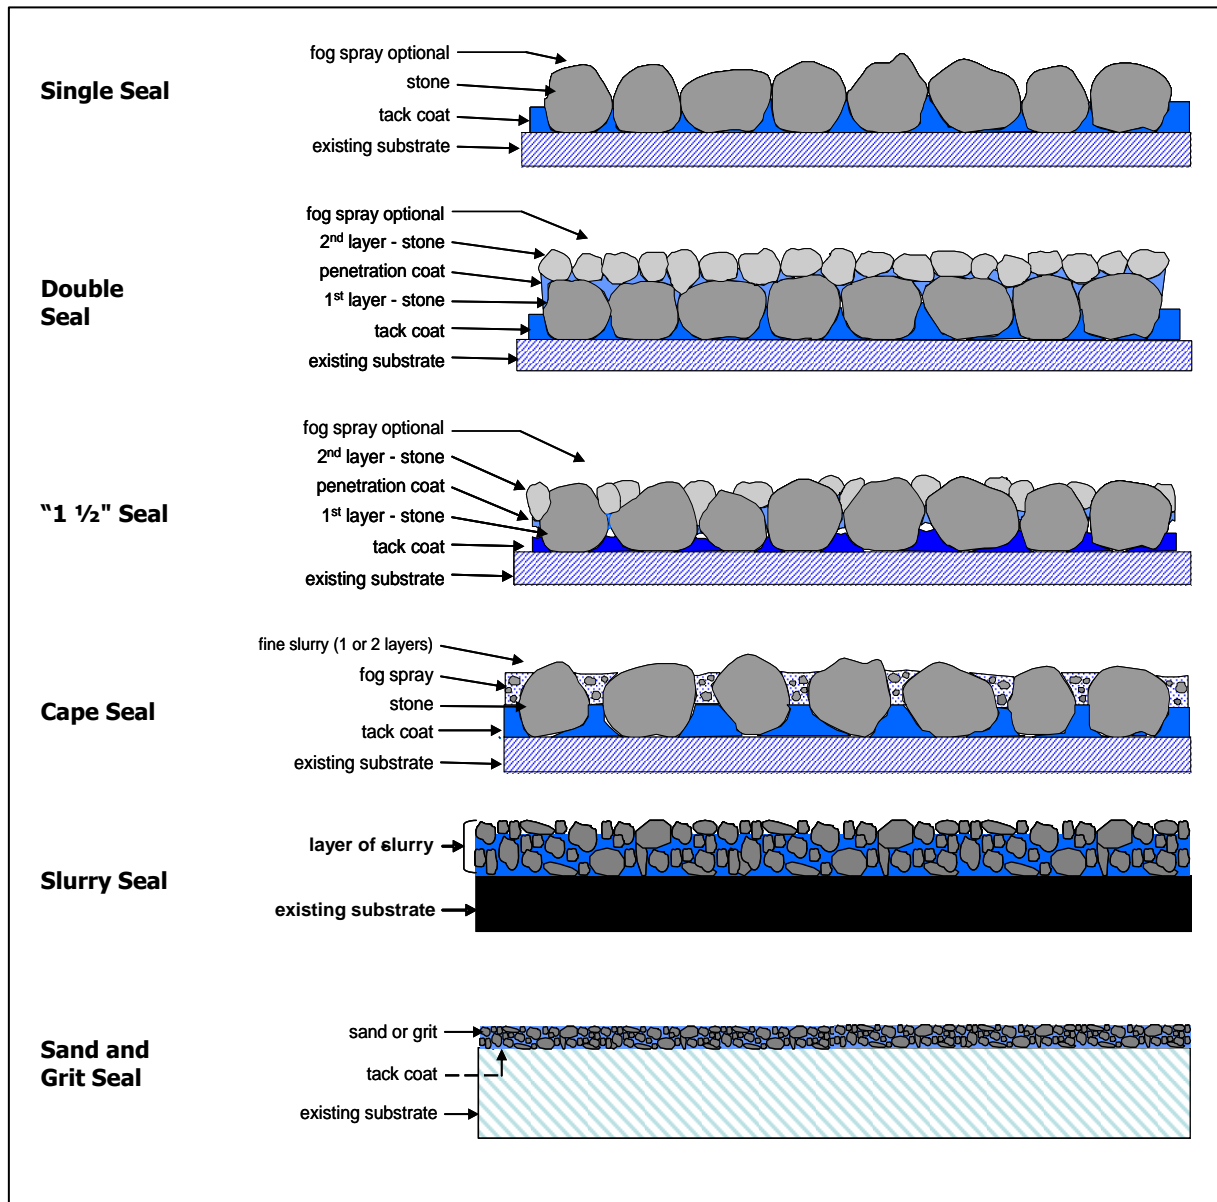 Single Seal
fog spray optional
stone
tack coat
existing substrate
Double
Seal
fog spray optional
2nd layer - stone
penetration coat
1st layer - stone
tack coat
existing substrate
“1 ½" Seal
fog spray optional
2nd layer - stone
penetration coat
1st layer - stone
tack coat
existing substrate
Cape Seal
fine slurry (1 or 2 layers)
fog spray
stone
tack coat
existing substrate
Slurry Seal
layer of slurry
existing substrate
Sand and
Grit Seal
sand or grit
tack coat
existing substrate